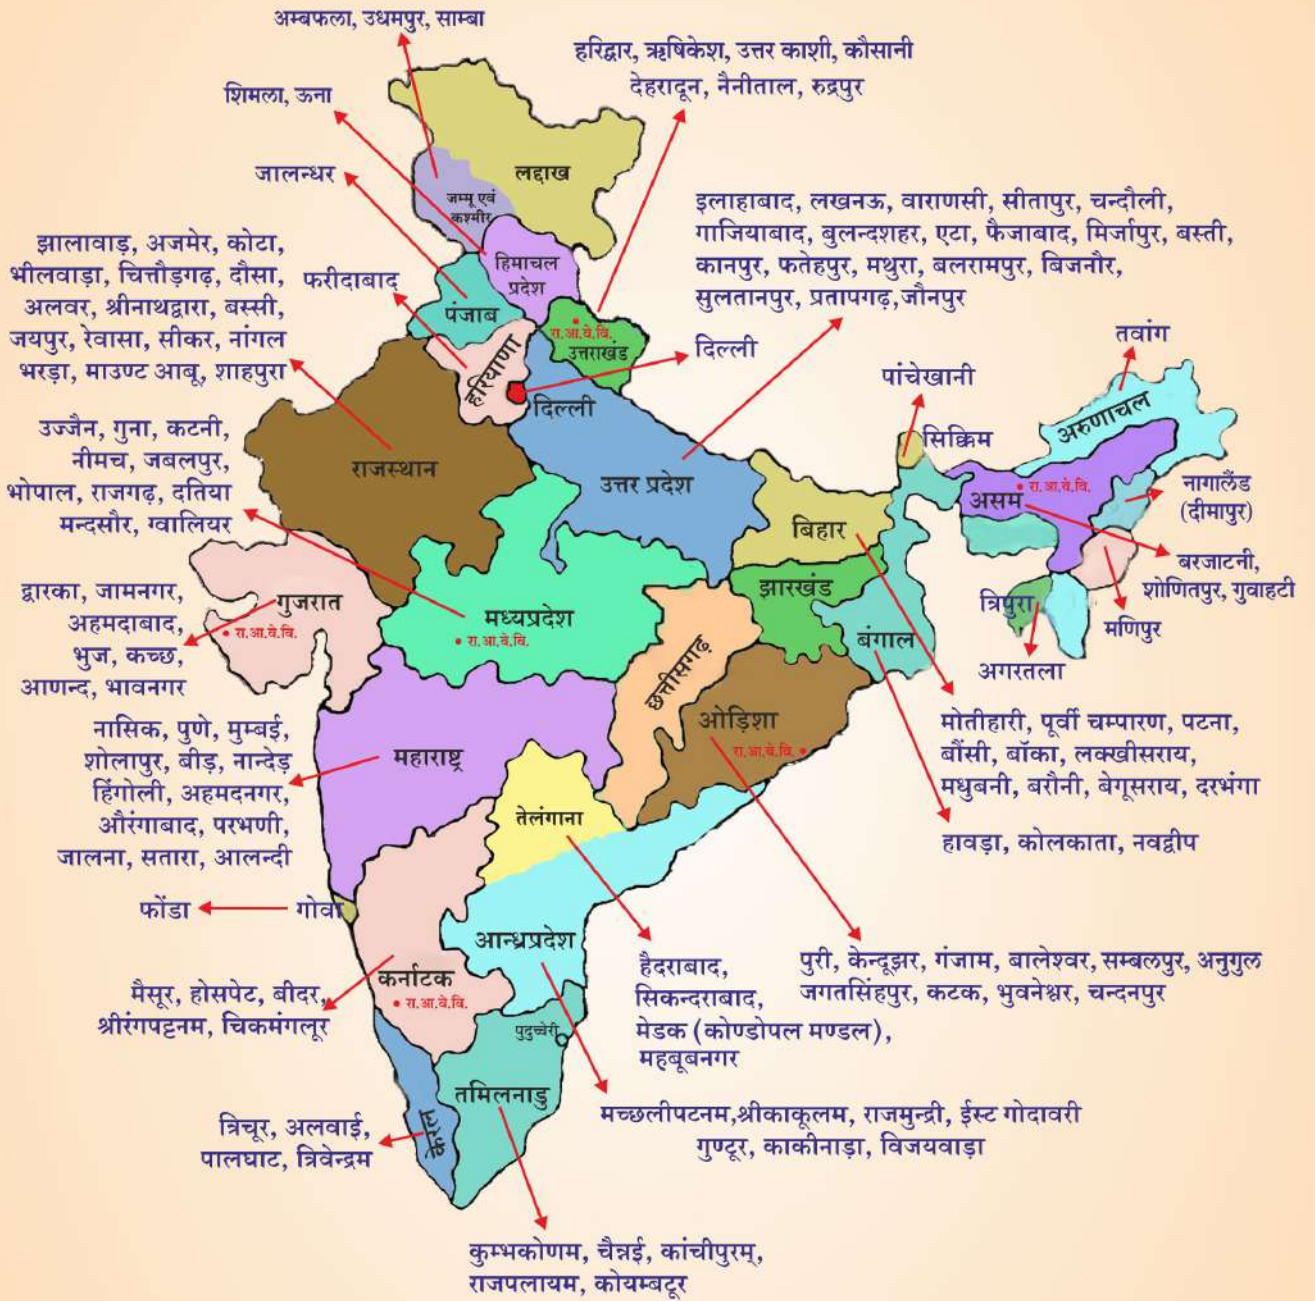 अम्बफला, उधमपुर, साम्बा
हरिद्वार, ऋषिकेश, उत्तर काशी, कौसानी
देहरादून, नैनीताल, रुद्रपुर
शिमला, ऊना
जालन्धर
लद्दाख
जम्मू एवं
कश्मीर
इलाहाबाद, लखनऊ, वाराणसी, सीतापुर, चन्दौली,
गाजियाबाद, बुलन्दशहर, एटा, फैजाबाद, मिर्जापुर, बस्ती,
कानपुर, फतेहपुर, मथुरा, बलरामपुर, बिजनौर,
सुलतानपुर, प्रतापगढ़,जौनपुर
झालावाड़, अजमेर, कोटा,
भीलवाड़ा, चित्तौड़गढ़, दौसा,
अलवर, श्रीनाथद्वारा, बस्सी,
जयपुर, रेवासा, सीकर, नांगल
भरड़ा, माउण्ट आबू, शाहपुरा
फरीदाबाद
हिमाचल
प्रदेश
पंजाब
रा.आ.वे.वि.
उत्तराखंड
हरियाणा
दिल्ली
दिल्ली
तवांग
पांचेखानी
अरुणाचल
सिक्किम
उज्जैन, गुना, कटनी,
नीमच, जबलपुर,
भोपाल, राजगढ़, दतिया
मन्दसौर, ग्वालियर
राजस्थान
उत्तर प्रदेश
रा.आ.वे.वि.
असम
नागालैंड
(दीमापुर)
बिहार
बरजाटनी,
शोणितपुर, गुवाहटी
द्वारका, जामनगर,
अहमदाबाद,
भुज, कच्छ,
आणन्द, भावनगर
गुजरात
रा.आ.वे.वि.
मध्यप्रदेश
रा.आ.वे.वि.
झारखंड
बंगाल
त्रिपुरा
मणिपुर
अगरतला
छत्तीसगढ़
नासिक, पुणे, मुम्बई,
शोलापुर, बीड़, नान्देड़
हिंगोली, अहमदनगर,
औरंगाबाद, परभणी,
जालना, सतारा, आलन्दी
महाराष्ट्र
ओड़िशा
रा.आ.वे.वि.
मोतीहारी, पूर्वी चम्पारण, पटना,
बौंसी, बॉका, लक्खीसराय,
मधुबनी, बरौनी, बेगूसराय, दरभंगा
तेलंगाना
हावड़ा, कोलकाता, नवद्वीप
फोंडा
गोवा
आन्ध्रप्रदेश
कर्नाटक
रा.आ.वे.वि.
मैसूर, होसपेट, बीदर,
श्रीरंगपट्टनम, चिकमंगलूर
हैदराबाद,
सिकन्दराबाद,
मेडक (कोण्डोपल मण्डल),
महबूबनगर
पुरी, केन्दूझर, गंजाम, बालेश्वर, सम्बलपुर, अनुगुल
जगतसिंहपुर, कटक, भुवनेश्वर, चन्दनपुर
पुदुच्चेरी
तमिलनाडु
केरल
मच्छलीपटनम,श्रीकाकूलम, राजमुन्द्री, ईस्ट गोदावरी
गुण्टूर, काकीनाड़ा, विजयवाड़ा
त्रिचूर, अलवाई,
पालघाट, त्रिवेन्द्रम
कुम्भकोणम, चैन्नई, कांचीपुरम्,
राजपलायम, कोयम्बटूर